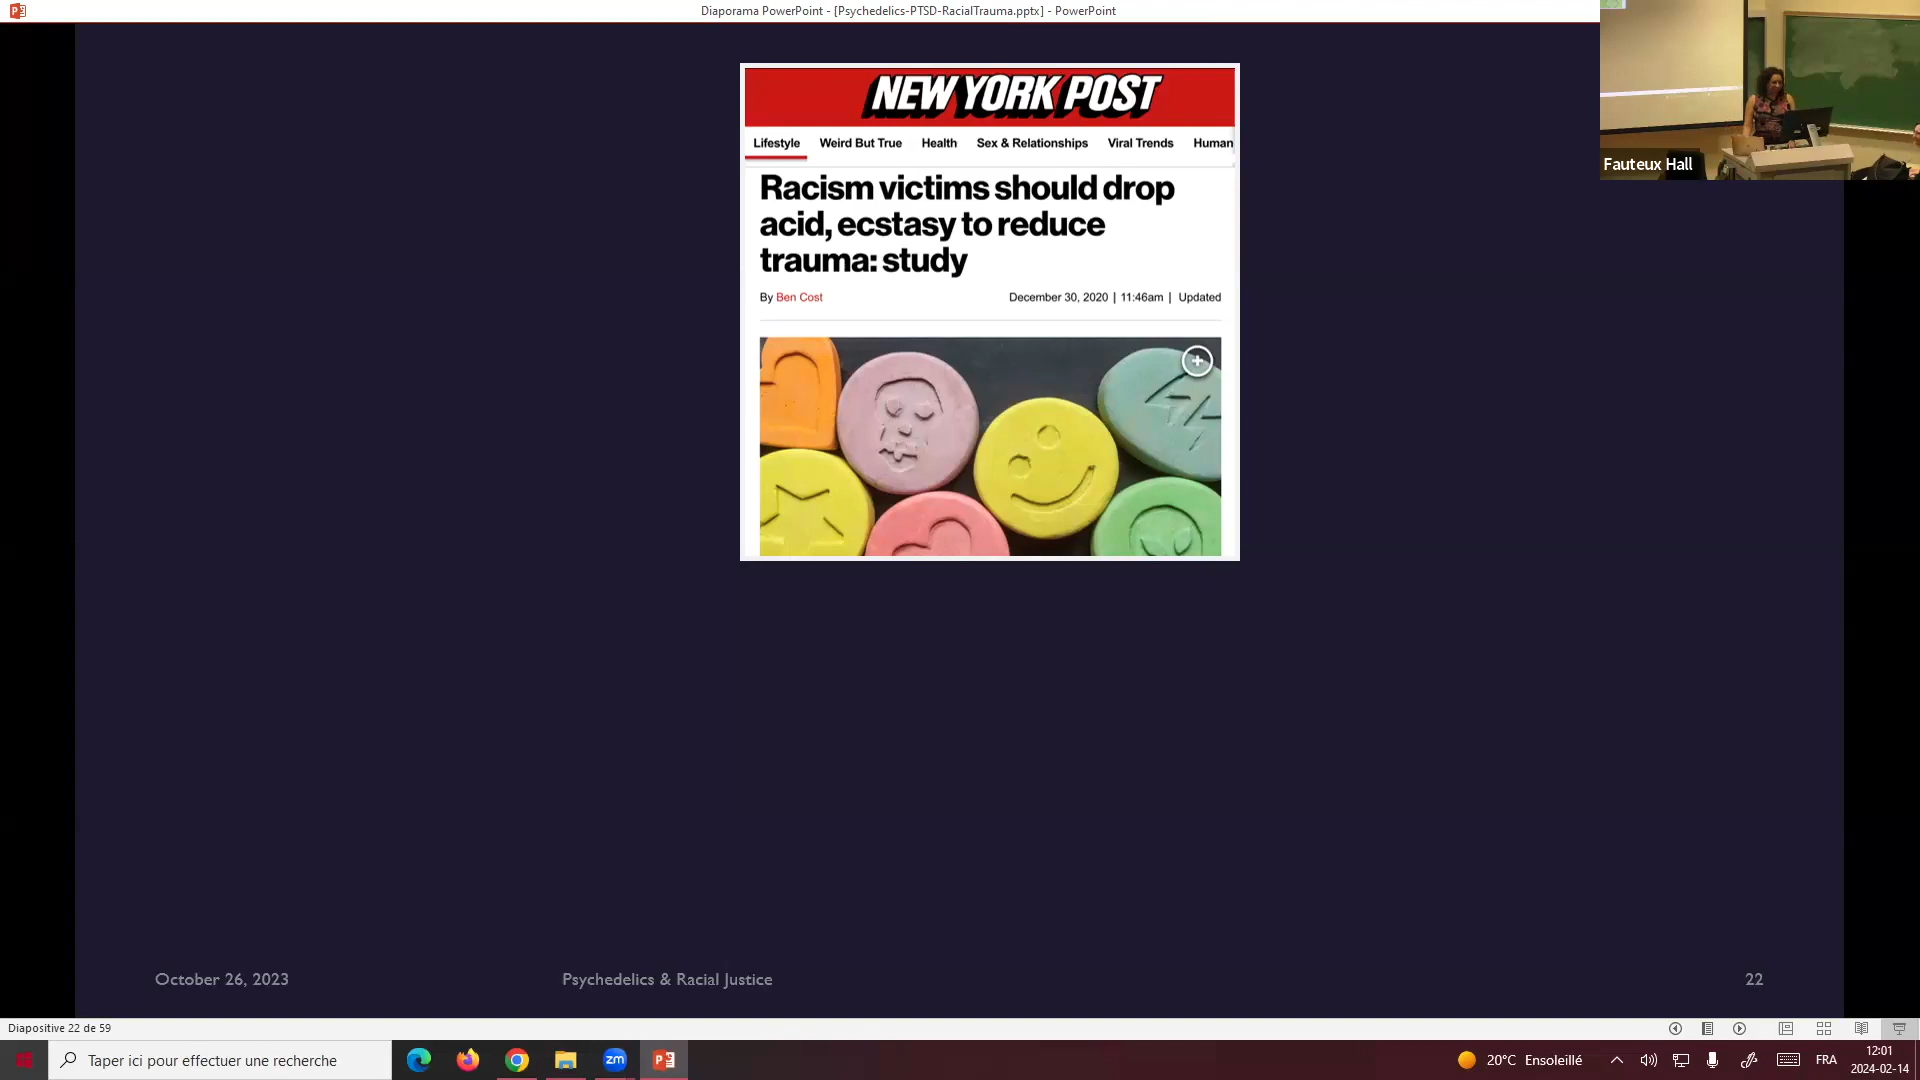 Diaporama PowerPoint - [Psychedelics-PTSD-RacialTrauma.pptx] - PowerPoint
Fauteux Hall
NEW YORK POST
Lifestyle Weird But True Health Sex & Relationships Viral Trends Human
Racism victims should drop
acid, ecstasy to reduce
trauma: study
By Ben Cost December 30, 2020 | 11:46am | Updated
October 26, 2023 Psychedelics & Racial Justice 22
Diapositive 22 de 59
Taper ici pour effectuer une recherche
zm
20°C Ensoleillé
FRA
12:01
2024-02-14